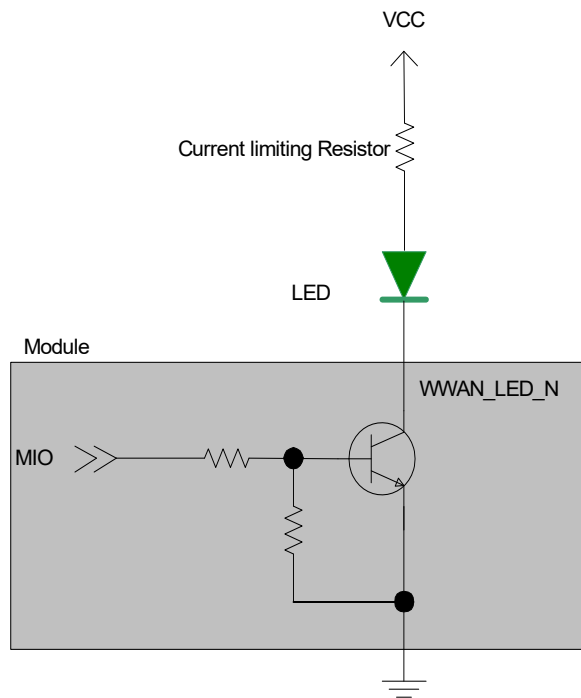 VCC
Current limiting Resistor
LED
Module
WWAN_LED_N
MIO